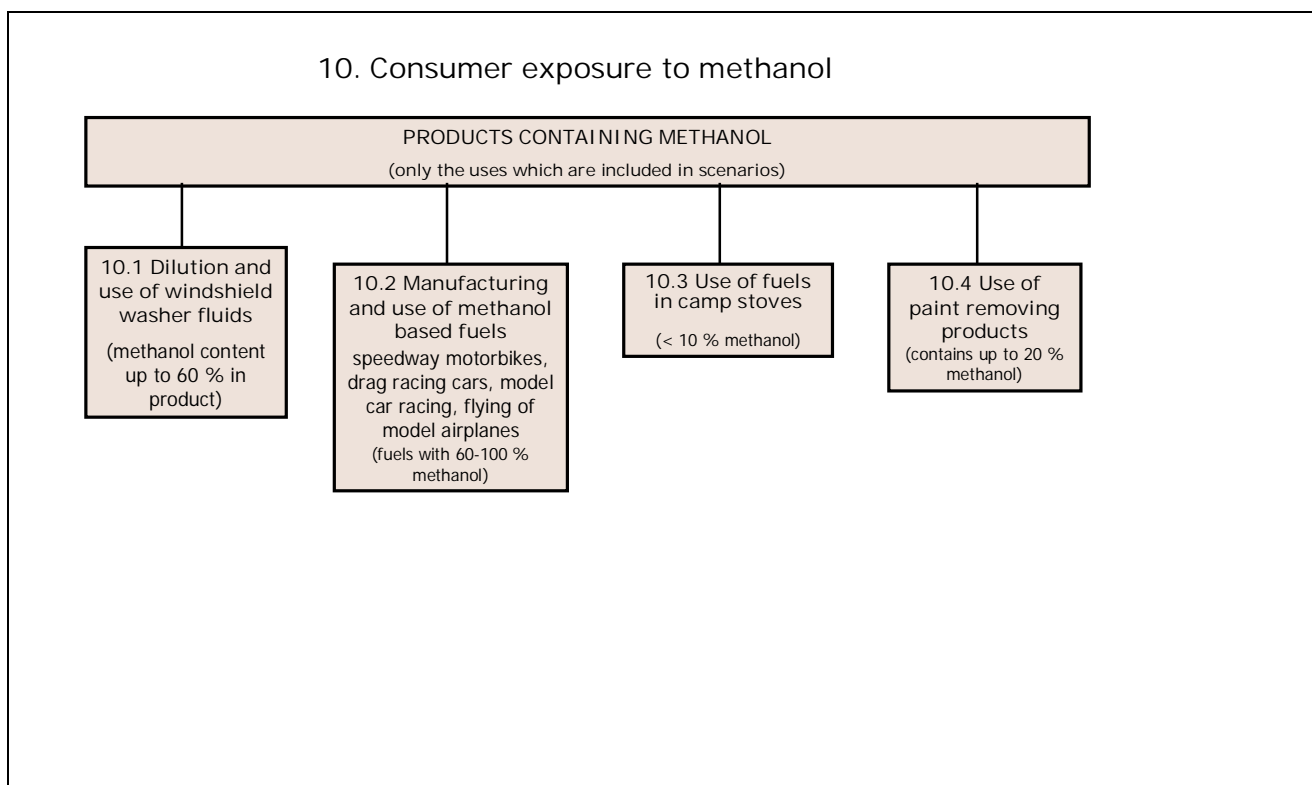 10. Consumer exposure to methanol
PRODUCTS CONTAINING METHANOL
(only the uses which are included in scenarios)
10.1 Dilution and
use of windshield
washer fluids
(methanol content
up to 60 % in
product)
10.2 Manufacturing
and use of methanol
based fuels
speedway motorbikes,
drag racing cars, model
car racing, flying of
model airplanes
(fuels with 60-100 %
methanol)
10.3 Use of fuels
in camp stoves
(< 10 % methanol)
10.4 Use of
paint removing
products
(contains up to 20 %
methanol)